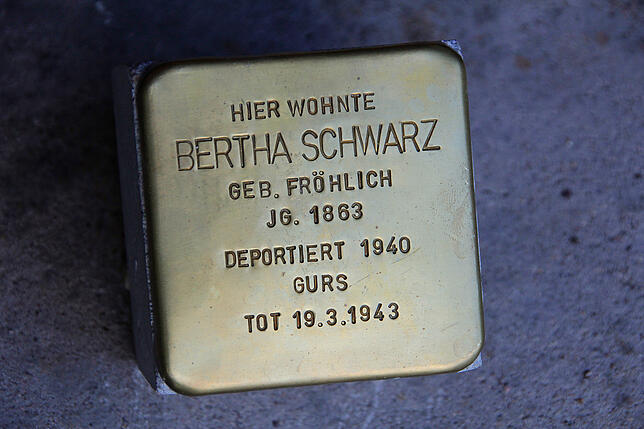 HIER WOHNTE
BERTHA SCHWARZ
GEB. FRÖHLICH
JG. 1863
DEPORTIERT 1940
GURS
TOT 19.3.1943